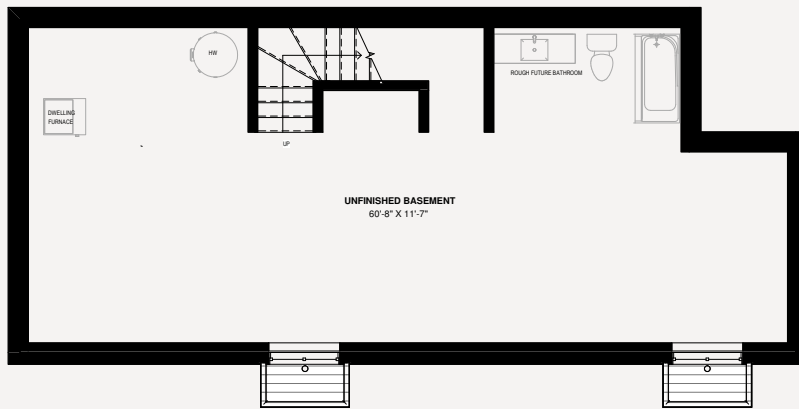 HW
ROUGH FUTURE BATHROOM
DWELLING
FURNACE
UP
UNFINISHED BASEMENT
60'-8" X 11'-7"